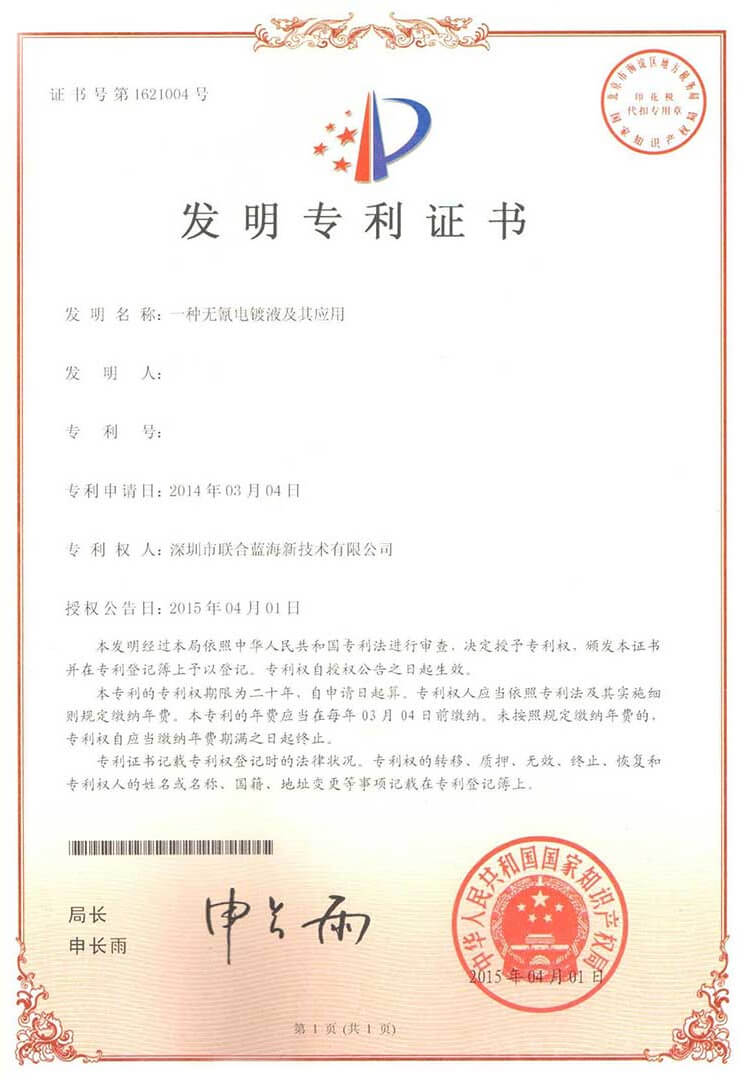 证书号第1621004号
北京市海淀区地方税务局
印花税
代扣专用章
国家知识产权局
发明专利证书
发明名称：一种无氰电镀液及其应用
发明人：
专利号：
专利申请日：2014年03月04日
专利权人：深圳市联合蓝海新技术有限公司
授权公告日：2015年04月01日
本发明经过本局依照中华人民共和国专利法进行审查，决定授予专利权，颁发本证书
并在专利登记簿上予以登记。专利权自授权公告之日起生效。
本专利的专利权期限为二十年，自申请日起算。专利权人应当依照专利法及其实施细
则规定缴纳年费。本专利的年费应当在每年03月04日前缴纳。未按照规定缴纳年费的，
专利权自应当缴纳年费期满之日起终止。
专利证书记载专利权登记时的法律状况。专利权的转移、质押、无效、终止、恢复和
专利权人的姓名或名称、国籍、地址变更等事项记载在专利登记簿上。
局长
申长雨
申长雨
中华人民共和国国家知识产权局
2015年04月01日
第1页(共1页)